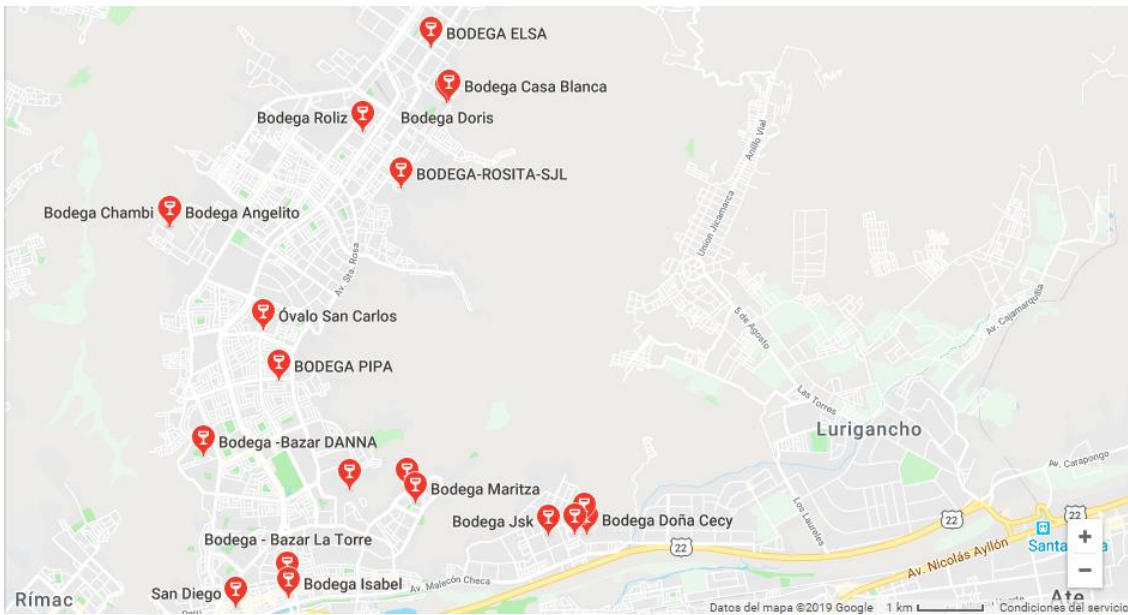 BODEGA ELSA
Bodega Casa Blanca
Bodega Roliz
Bodega Doris
BODEGA-ROSITA-SJL
Anillo Vial
Bodega Chambi
Bodega Angelito
Union Jicamarca
Av. Sta. Rosa
Óvalo San Carlos
5 de Agosto
Av. Cajamarquilla
BODEGA PIPA
Las Torres
Lurigancho
Bodega -Bazar DANNA
Av. Carapongo
Bodega Maritza
Los Laureles
Bodega Jsk
Bodega Doña Cecy
22
22
22
Bodega - Bazar La Torre
Av. Nicolás Ayllón
Santa
Bodega Isabel
Av. Malecón Checa
San Diego
Rímac
Ate
+
−
Datos del mapa ©2019 Google 1 km Condiciones del servicio